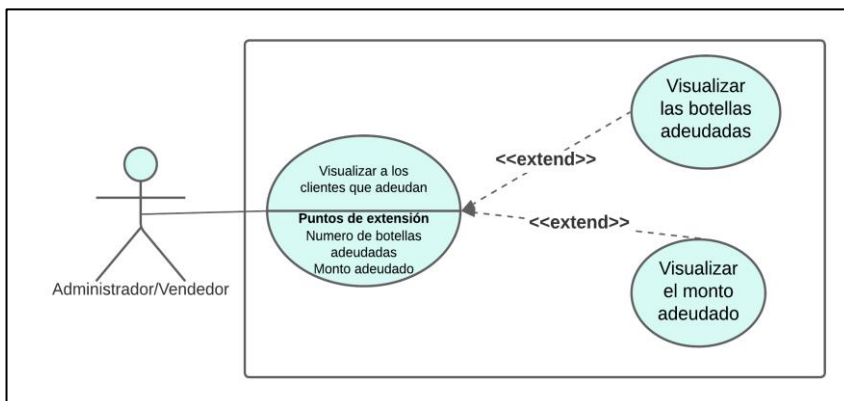 Administrador/Vendedor
Visualizar a los
clientes que adeudan
Puntos de extensión
Numero de botellas
adeudadas
Monto adeudado
<<extend>>
<<extend>>
Visualizar
las botellas
adeudadas
Visualizar
el monto
adeudado